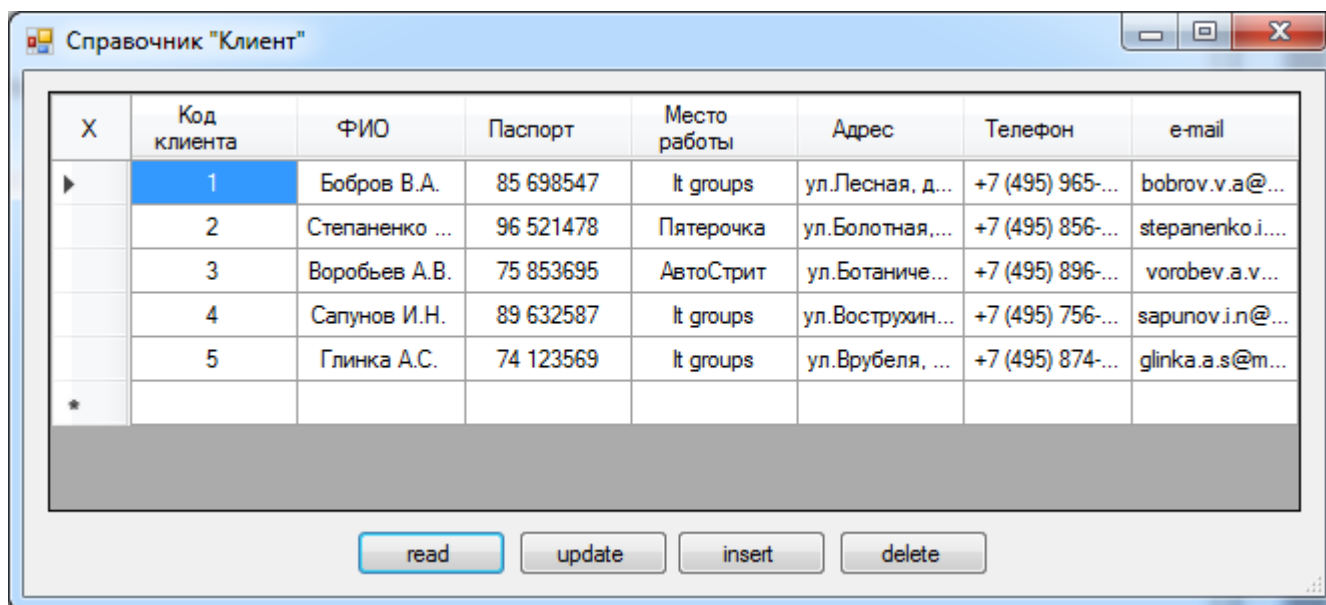 Справочник "Клиент"
X Код клиента ФИО Паспорт Место работы Адрес Телефон e-mail
1 Бобров В.А. 85 698547 It groups ул.Лесная, д... +7 (495) 965-... bobrov.v.a@...
2 Степаненко ... 96 521478 Пятерочка ул.Болотная,... +7 (495) 856-... stepanenko.i....
3 Воробьев А.В. 75 853695 АвтоСтрит ул.Ботаниче... +7 (495) 896-... vorobev.a.v...
4 Сапунов И.Н. 89 632587 It groups ул.Вострухин... +7 (495) 756-... sapunov.i.n@...
5 Глинка А.С. 74 123569 It groups ул.Врубеля, ... +7 (495) 874-... glinka.a.s@m...
read update insert delete